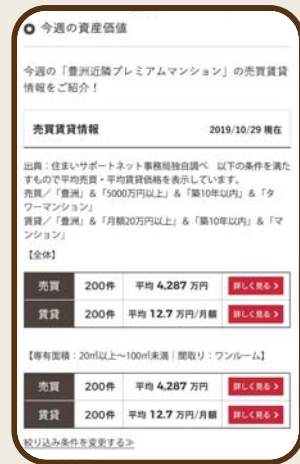 今週の資産価値
今週の「豊洲近隣プレミアムマンション」の売買賃貸
情報をご紹介！
売買賃貸情報 2019/10/29 現在
出典：住まいサポートネット事務局独自調べ 以下の条件を満た
すもので平均売買・平均賃貸価格を表示しています。
売買／「豊洲」&「5000万円以上」&「築10年以内」&「タ
ワーマンション」
賃貸／「豊洲」&「月額20万円以上」&「築10年以内」&「マ
ンション」
【全体】
売買 200件 平均 4,287 万円 詳しく見る >
賃貸 200件 平均 12.7 万円/月額 詳しく見る >
【専有面積：20㎡以上～100㎡未満｜間取り：ワンルーム】
売買 200件 平均 4,287 万円 詳しく見る >
賃貸 200件 平均 12.7 万円/月額 詳しく見る >
絞り込み条件を変更する≫